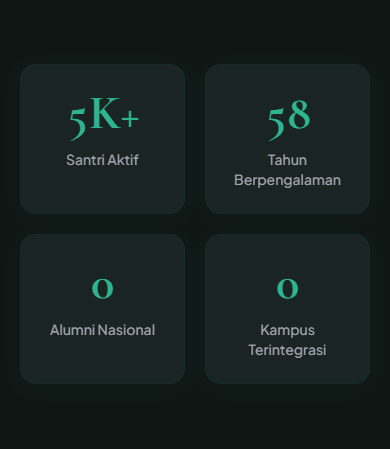 5K+
Santri Aktif
58
Tahun
Berpengalaman
0
Alumni Nasional
0
Kampus
Terintegrasi